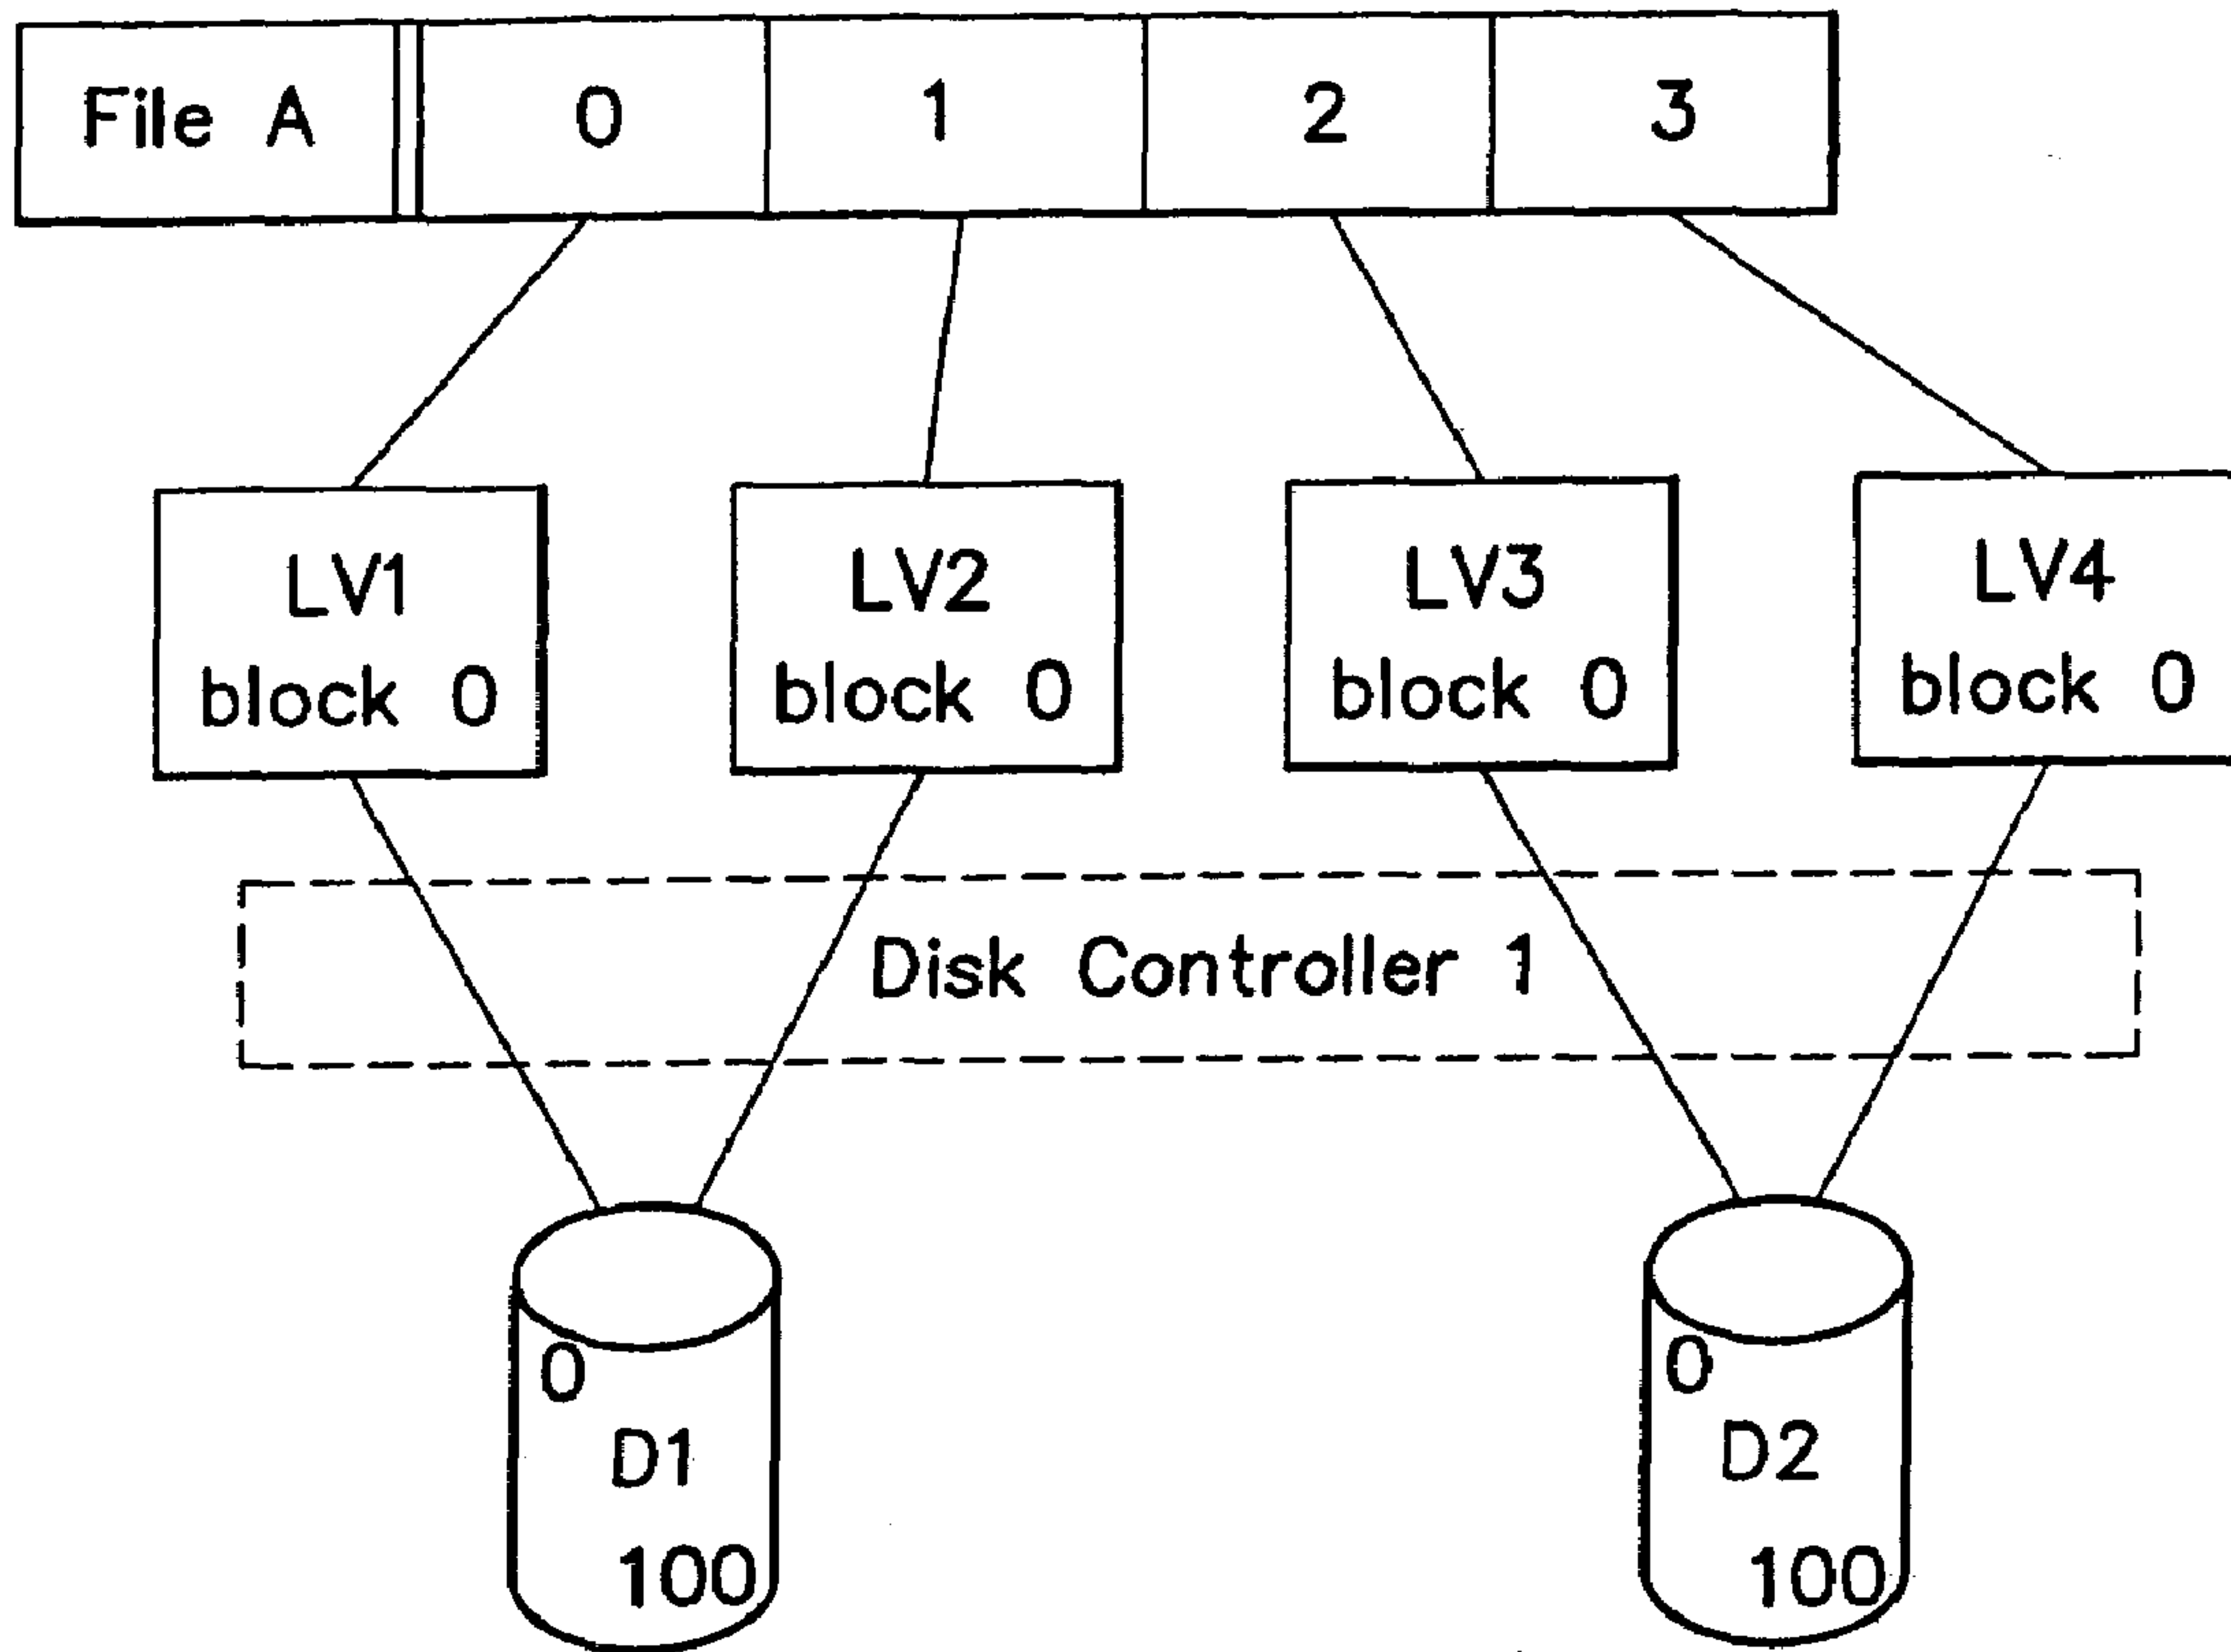 File A 0 1 2 3
LV1 LV2 LV3 LV4
block 0 block 0 block 0 block 0
Disk Controller 1
0 0
D1 D2
100 100